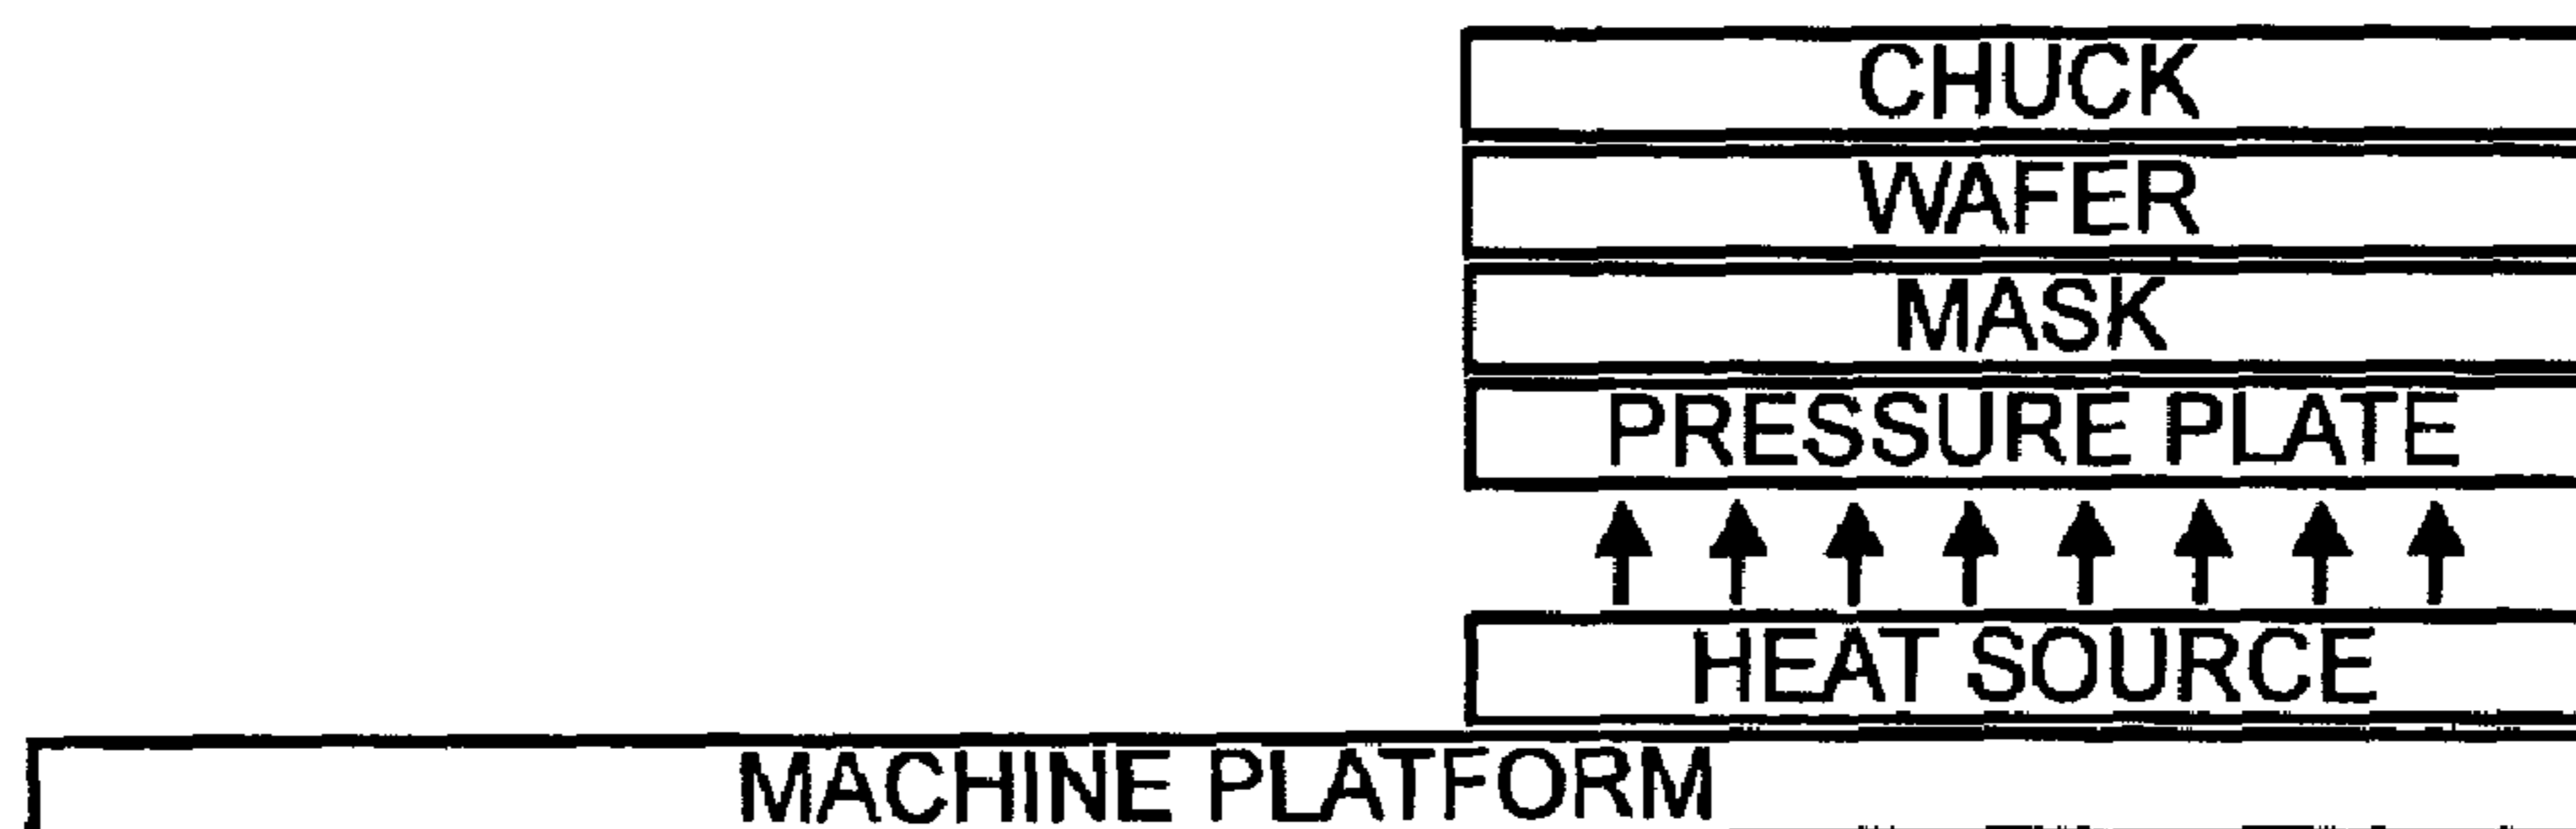 CHUCK
WAFER
MASK
PRESSURE PLATE
HEAT SOURCE
MACHINE PLATFORM